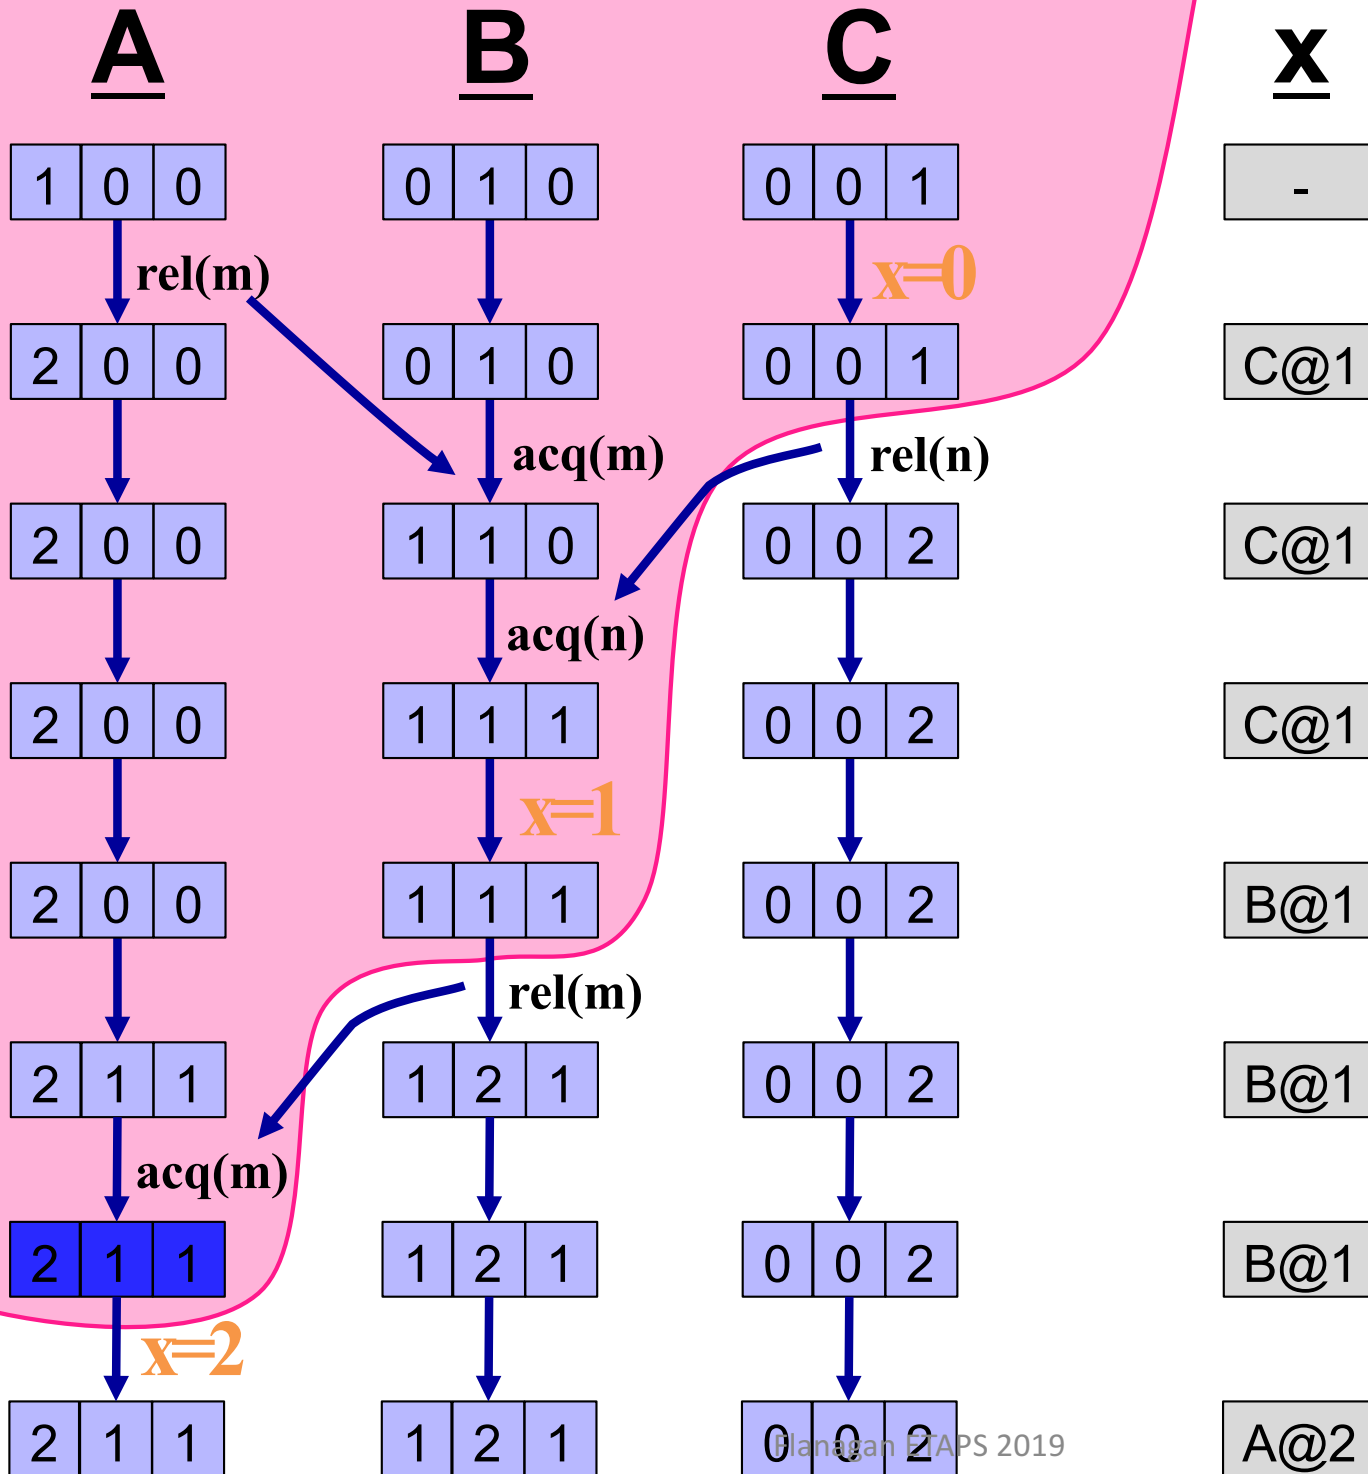 A B C x
1 0 0 0 1 0 0 0 1 -
rel(m) x=0
2 0 0 0 1 0 0 0 1 C@1
acq(m) rel(n)
2 0 0 1 1 0 0 0 2 C@1
acq(n)
2 0 0 1 1 1 0 0 2 C@1
x=1
2 0 0 1 1 1 0 0 2 B@1
rel(m)
2 1 1 1 2 1 0 0 2 B@1
acq(m)
2 1 1 1 2 1 0 0 2 B@1
x=2
2 1 1 1 2 1 0 0 2 A@2
Flanagan ETAPS 2019